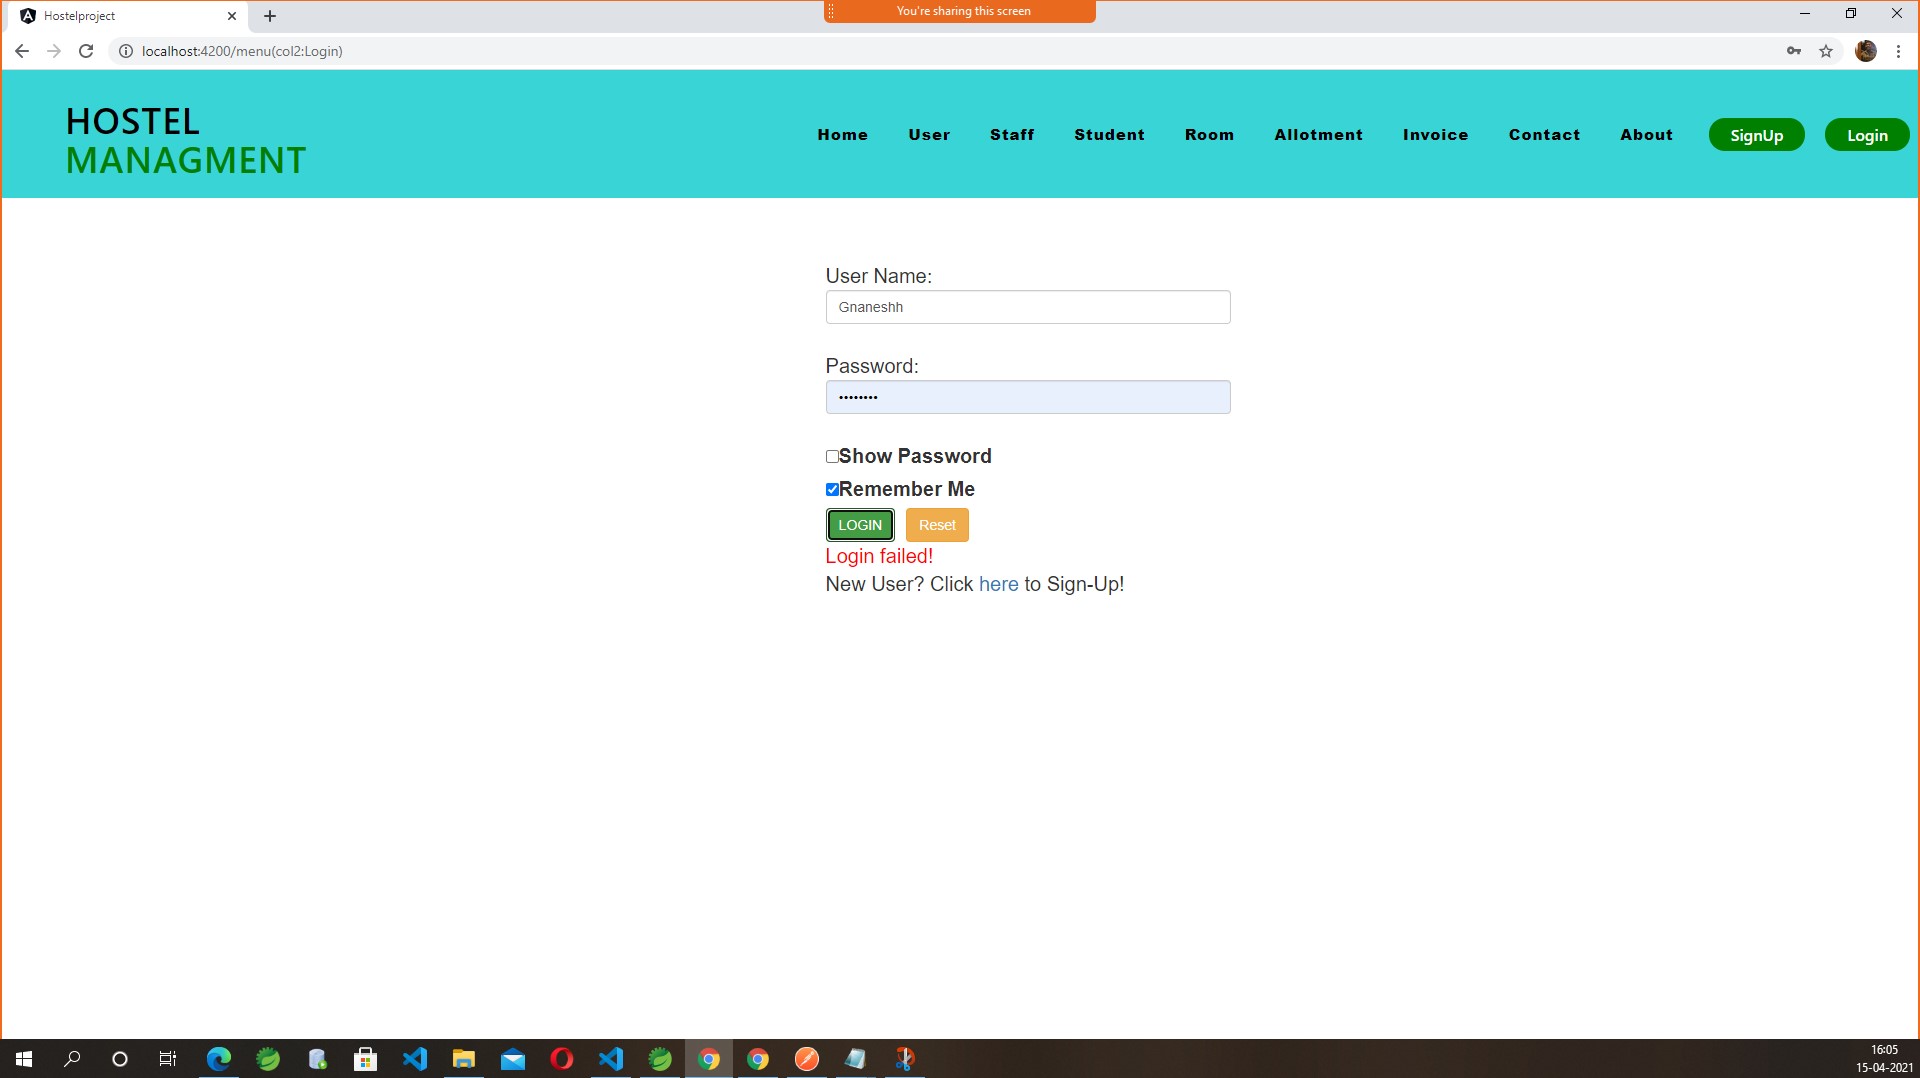 Hostelproject
You're sharing this screen
localhost:4200/menu(col2:Login)
HOSTEL
MANAGMENT
Home User Staff Student Room Allotment Invoice Contact About SignUp Login
User Name:
Gnaneshh
Password:
••••••••
Show Password
Remember Me
LOGIN Reset
Login failed!
New User? Click here to Sign-Up!
16:05
15-04-2021